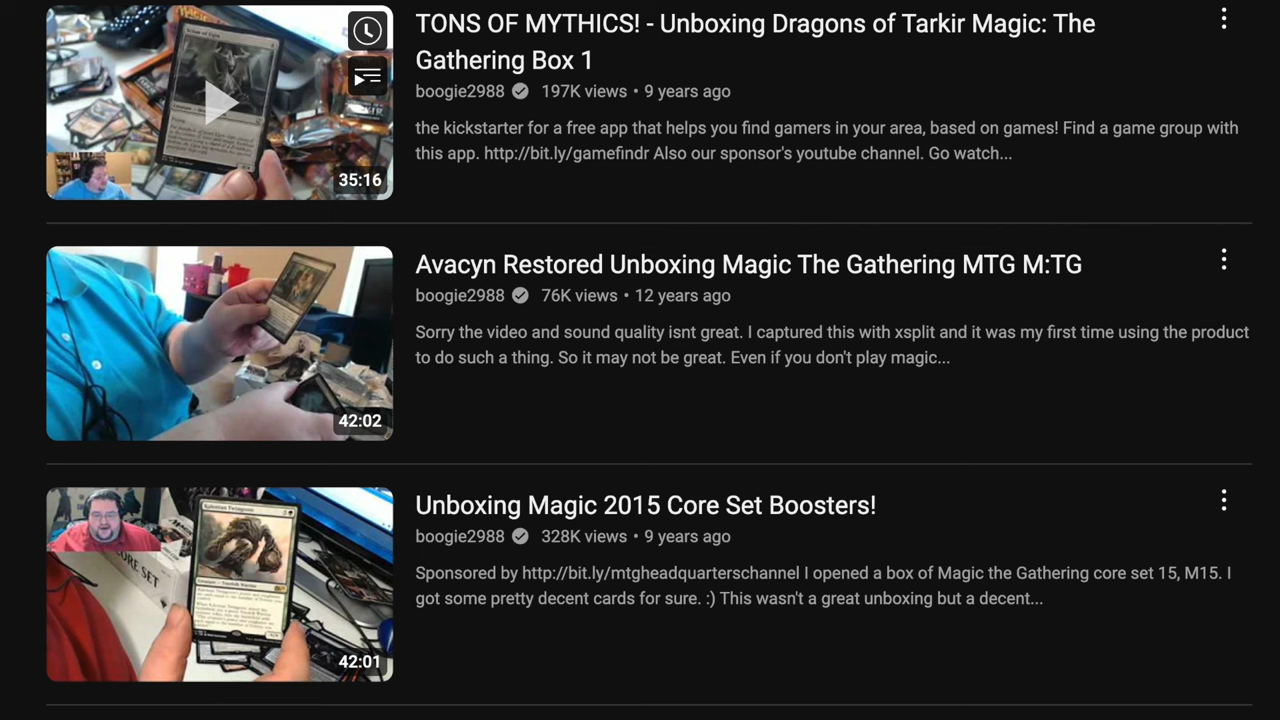 TONS OF MYTHICS! - Unboxing Dragons of Tarkir Magic: The
Gathering Box 1
boogie2988 197K views • 9 years ago
the kickstarter for a free app that helps you find gamers in your area, based on games! Find a game group with
this app. http://bit.ly/gamefindr Also our sponsor's youtube channel. Go watch...
35:16
Avacyn Restored Unboxing Magic The Gathering MTG M:TG
boogie2988 76K views • 12 years ago
Sorry the video and sound quality isnt great. I captured this with xsplit and it was my first time using the product
to do such a thing. So it may not be great. Even if you don't play magic...
42:02
Unboxing Magic 2015 Core Set Boosters!
boogie2988 328K views • 9 years ago
Sponsored by http://bit.ly/mtgheadquarterschannel I opened a box of Magic the Gathering core set 15, M15. I
got some pretty decent cards for sure. :) This wasn't a great unboxing but a decent...
CORE SET
42:01